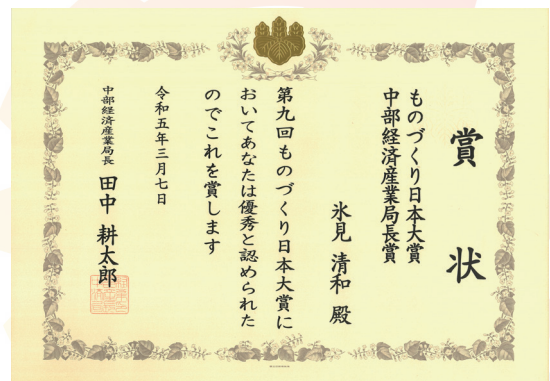 賞状
ものづくり日本大賞
中部経済産業局長賞
氷見 清和 殿
第九回ものづくり日本大賞に
おいてあなたは優秀と認められた
のでこれを賞します
令和五年三月七日
中部経済産業局長 田中 耕太郎